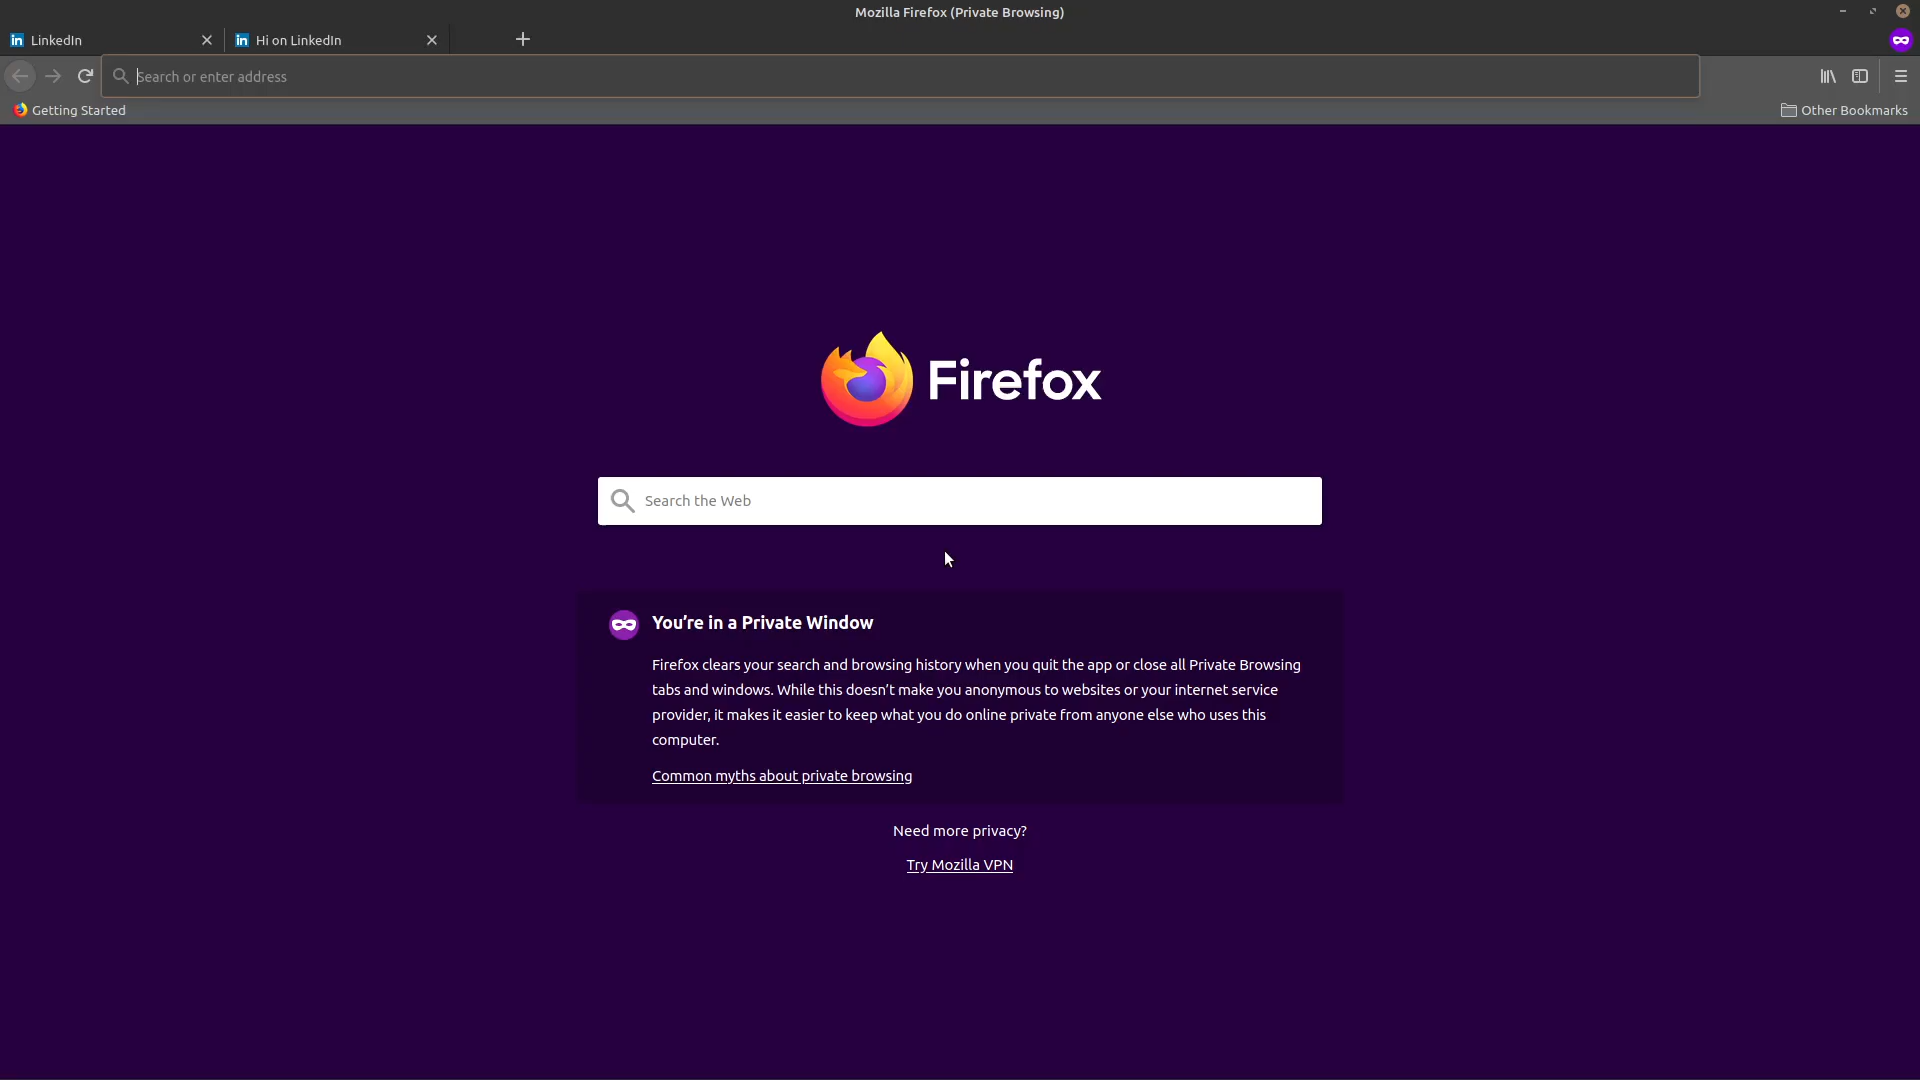 Mozilla Firefox (Private Browsing)
LinkedIn
Hi on LinkedIn
Search or enter address
Getting Started
Other Bookmarks
Firefox
Search the Web
You’re in a Private Window
Firefox clears your search and browsing history when you quit the app or close all Private Browsing
tabs and windows. While this doesn’t make you anonymous to websites or your internet service
provider, it makes it easier to keep what you do online private from anyone else who uses this
computer.
Common myths about private browsing
Need more privacy?
Try Mozilla VPN